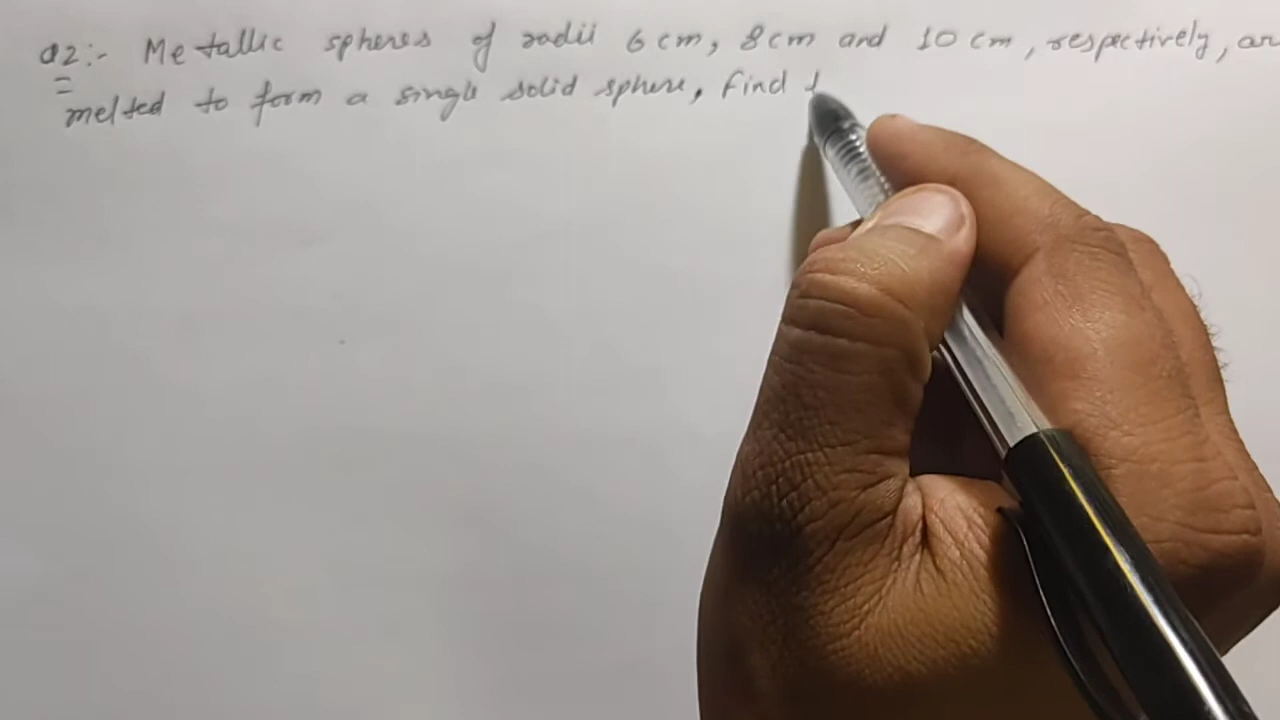 Q2:- Metallic spheres of radii 6 cm, 8 cm and 10 cm, respectively, ar
melted to form a single solid sphere, Find t